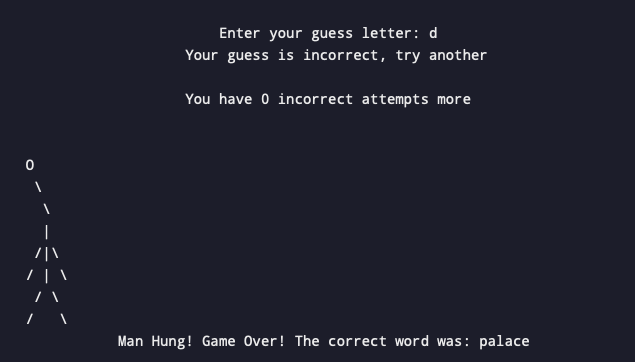 Enter your guess letter: d
Your guess is incorrect, try another
You have 0 incorrect attempts more
O
\
\
|
/|\
/ | \
/ \
/   \
Man Hung! Game Over! The correct word was: palace